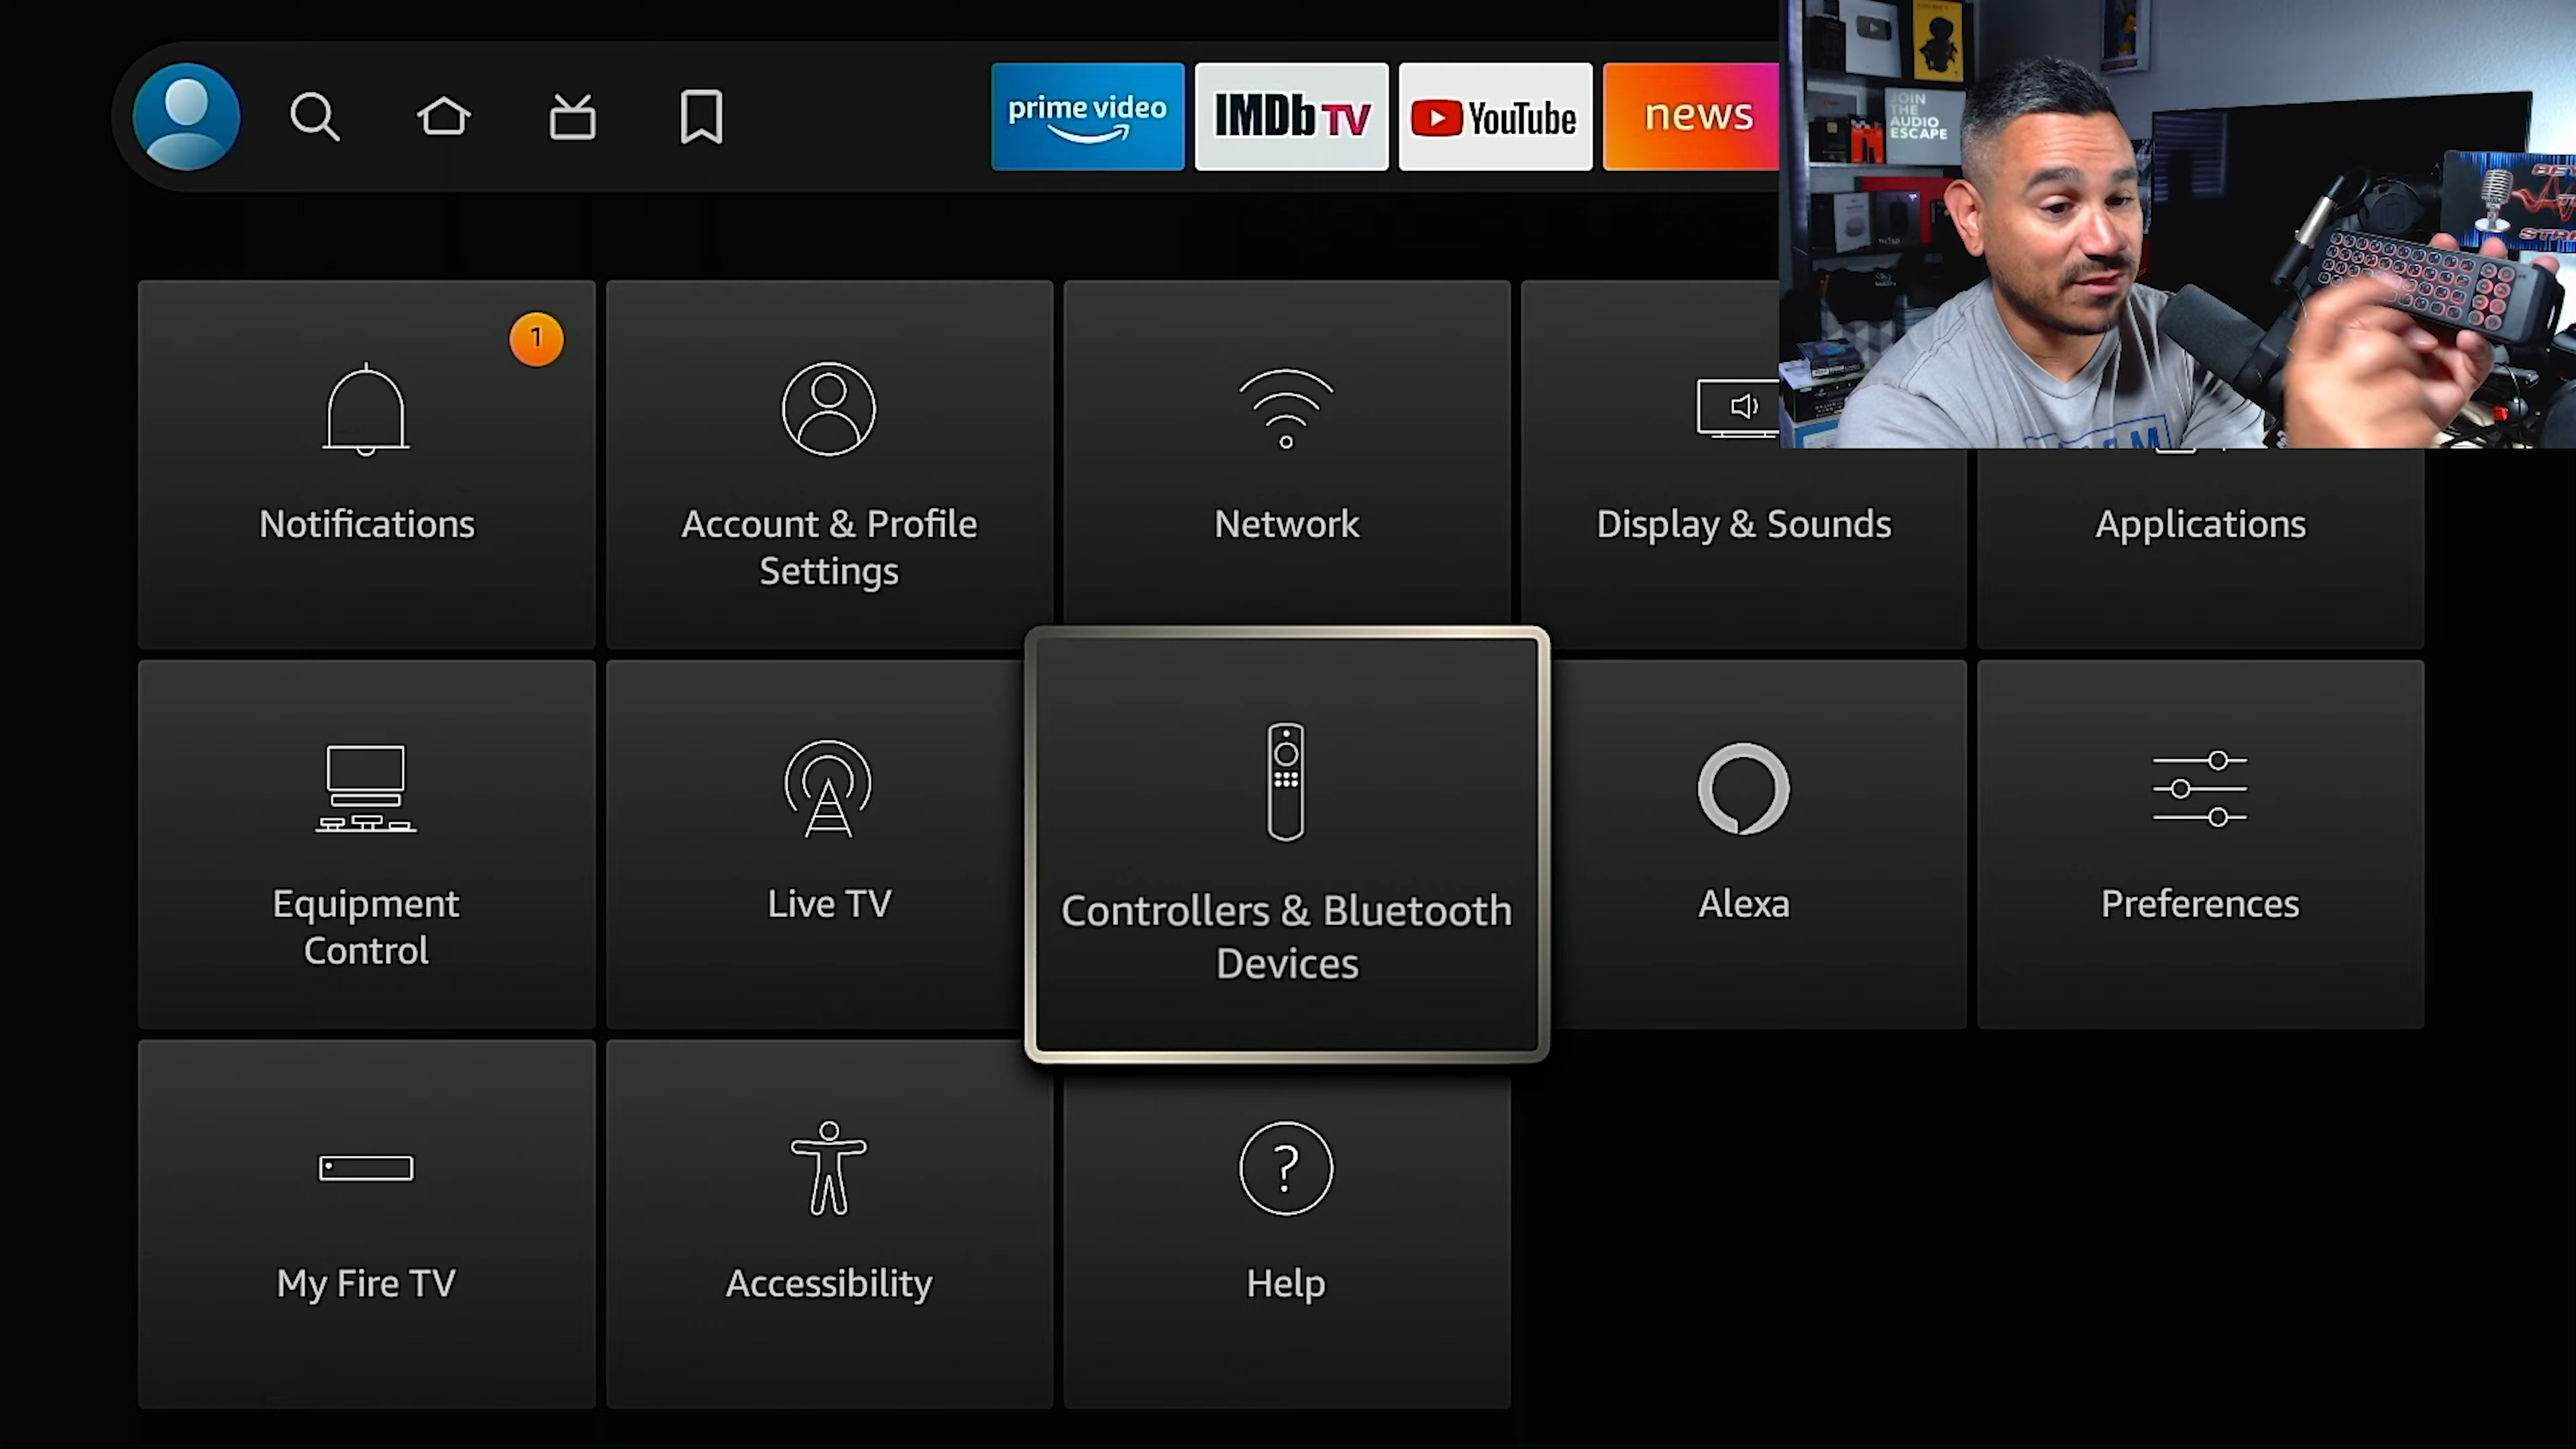 prime video
IMDb TV
YouTube
news
JOIN
THE
AUDIO
ESCAPE
1
Notifications
Account & Profile
Settings
Network
Display & Sounds
Applications
Equipment
Control
Live TV
Controllers & Bluetooth
Devices
Alexa
Preferences
My Fire TV
Accessibility
Help